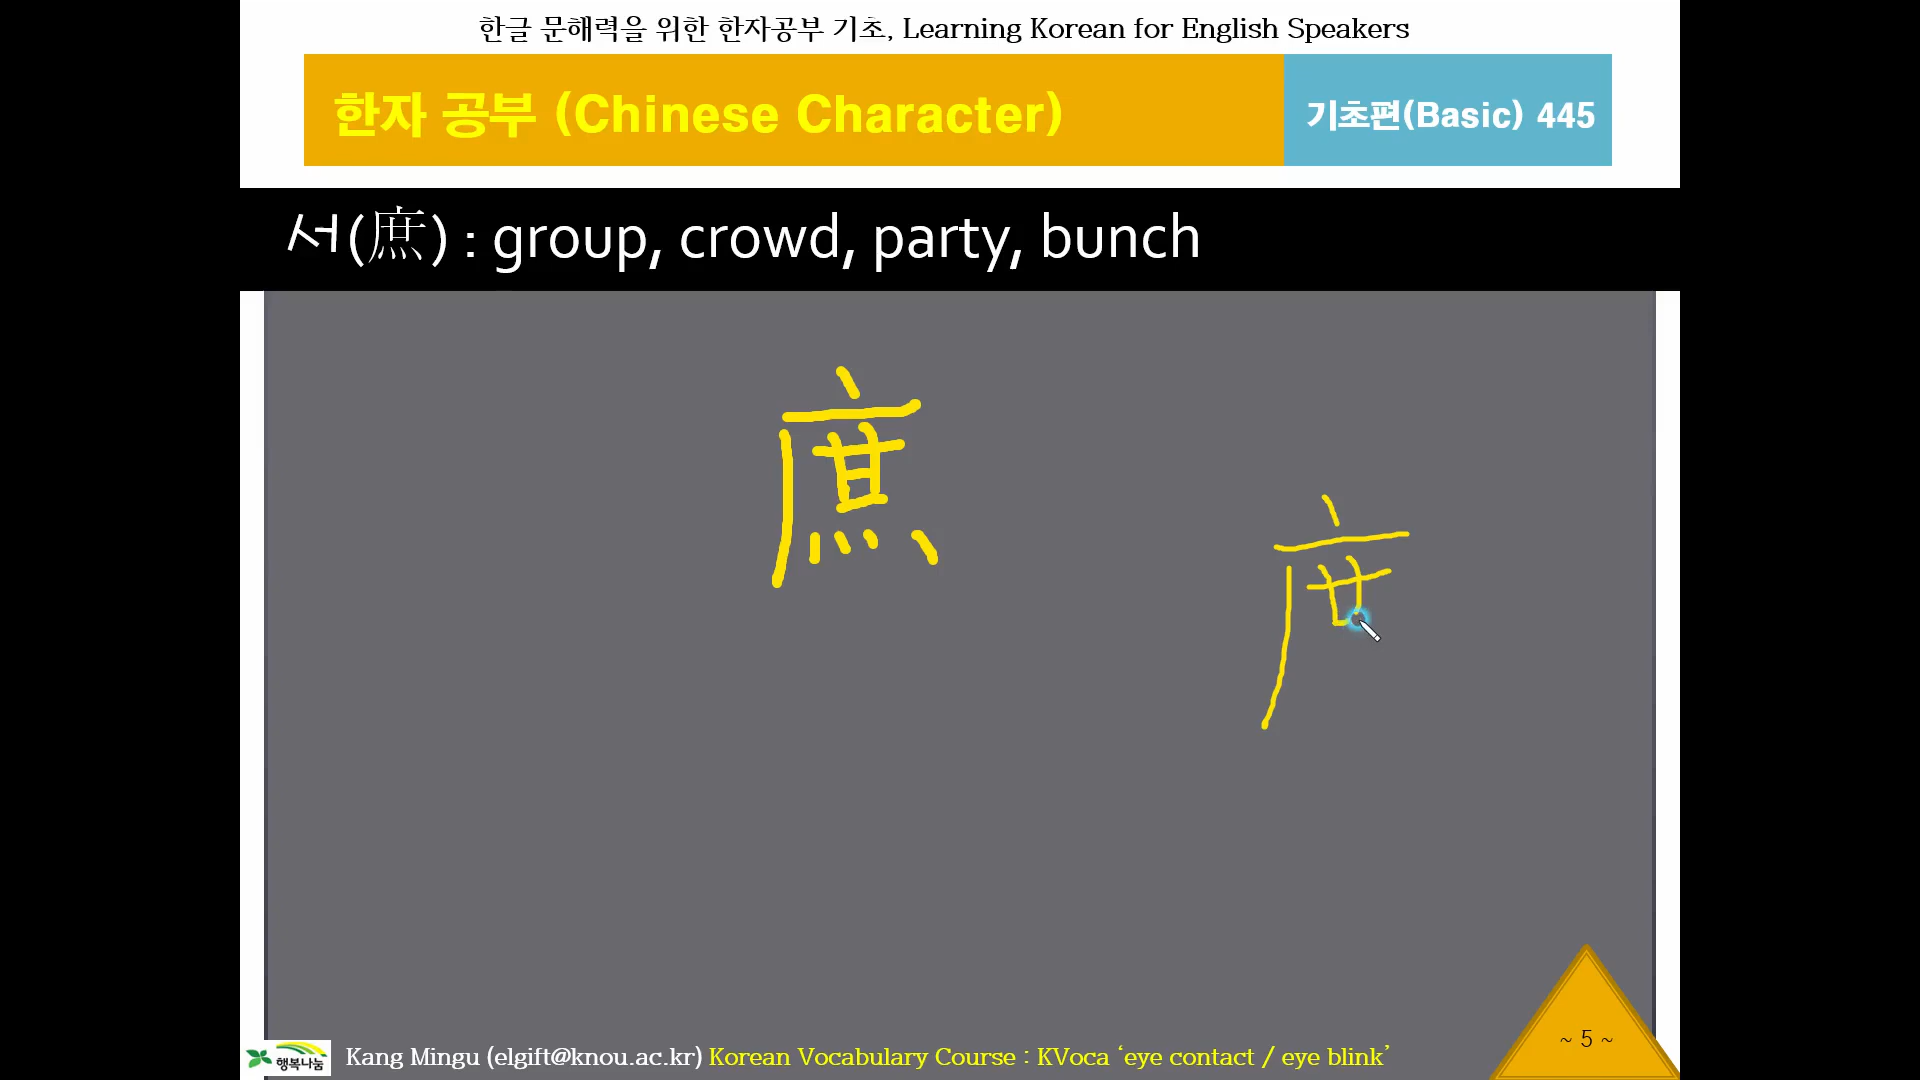 한글 문해력을 위한 한자공부 기초, Learning Korean for English Speakers
한자 공부 (Chinese Character)
기초편(Basic) 445
서(庶) : group, crowd, party, bunch
庶
행복나눔
Kang Mingu (elgift@knou.ac.kr) Korean Vocabulary Course : KVoca ‘eye contact / eye blink’
~ 5 ~